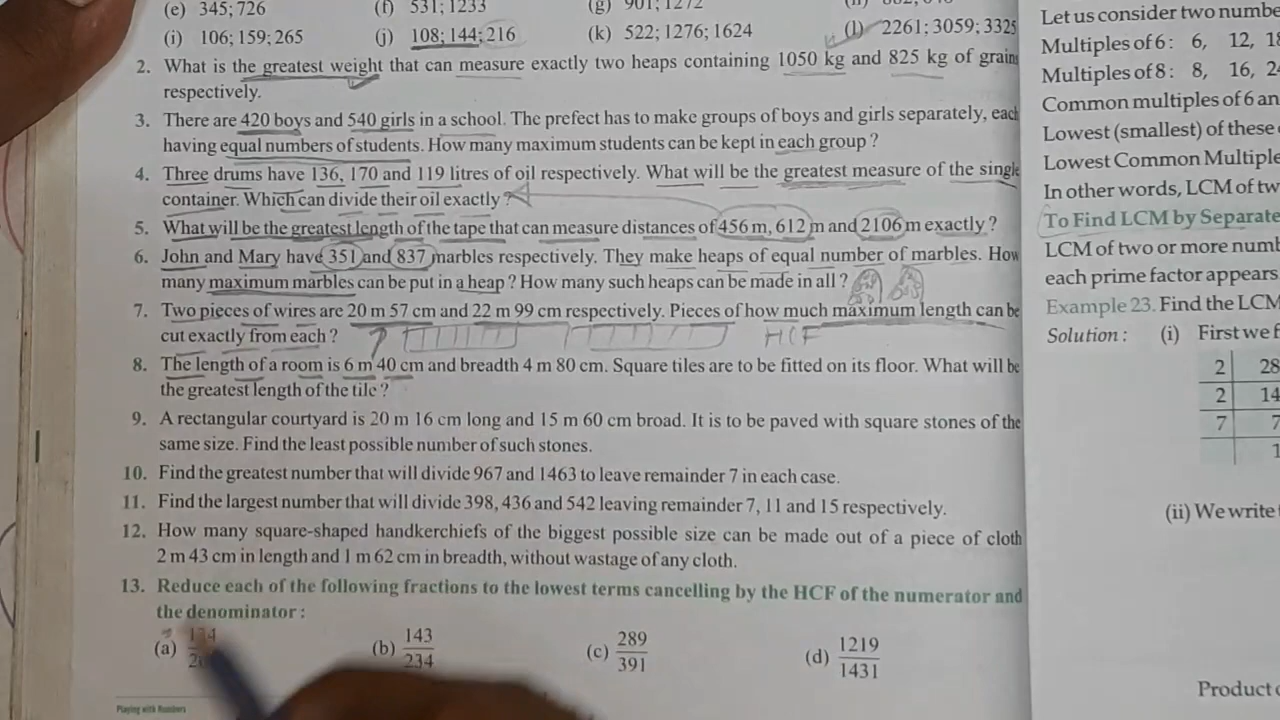 (e) 345; 726 (f) 531; 1233 (g) 901; 1272
(i) 106; 159; 265 (j) 108; 144; 216 (k) 522; 1276; 1624 (l) 2261; 3059; 3325
2. What is the greatest weight that can measure exactly two heaps containing 1050 kg and 825 kg of grains
respectively.
3. There are 420 boys and 540 girls in a school. The prefect has to make groups of boys and girls separately, each
having equal numbers of students. How many maximum students can be kept in each group ?
4. Three drums have 136, 170 and 119 litres of oil respectively. What will be the greatest measure of the single
container. Which can divide their oil exactly ?
5. What will be the greatest length of the tape that can measure distances of 456 m, 612 m and 2106 m exactly ?
6. John and Mary have 351 and 837 marbles respectively. They make heaps of equal number of marbles. How
many maximum marbles can be put in a heap ? How many such heaps can be made in all ?
7. Two pieces of wires are 20 m 57 cm and 22 m 99 cm respectively. Pieces of how much maximum length can be
cut exactly from each ? HCF
8. The length of a room is 6 m 40 cm and breadth 4 m 80 cm. Square tiles are to be fitted on its floor. What will be
the greatest length of the tile ?
9. A rectangular courtyard is 20 m 16 cm long and 15 m 60 cm broad. It is to be paved with square stones of the
same size. Find the least possible number of such stones.
10. Find the greatest number that will divide 967 and 1463 to leave remainder 7 in each case.
11. Find the largest number that will divide 398, 436 and 542 leaving remainder 7, 11 and 15 respectively.
12. How many square-shaped handkerchiefs of the biggest possible size can be made out of a piece of cloth
2 m 43 cm in length and 1 m 62 cm in breadth, without wastage of any cloth.
13. Reduce each of the following fractions to the lowest terms cancelling by the HCF of the numerator and
the denominator :
(a) (b) 143/234 (c) 289/391 (d) 1219/1431
Playing with Numbers
Let us consider two
Multiples of 6 : 6, 12,
Multiples of 8 : 8, 16,
Common multiples of 6
Lowest (smallest) of these
Lowest Common
In other words, LCM of
To Find LCM by
LCM of two or more
each prime factor appears
Example 23. Find the LCM
Solution : (i) First we
2 28
2 14
7 7
1
(ii) We write
Product